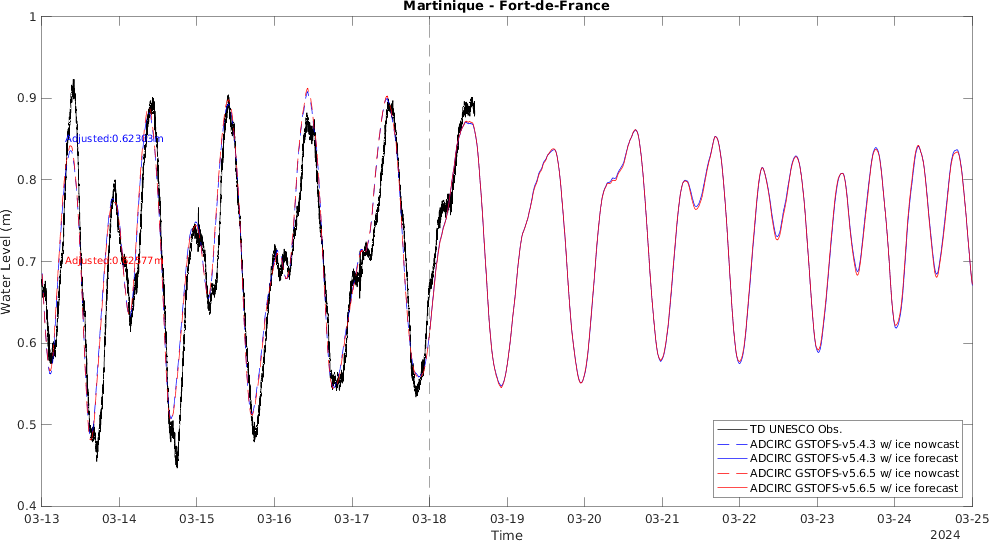 Martinique - Fort-de-France
1
0.9
0.8
0.7
0.6
0.5
0.4
Water Level (m)
Adjusted:0.62303m
03-13
03-14
03-15
03-16
03-17
03-18
03-19
03-20
03-21
03-22
03-23
03-24
03-25
Time
2024
TD UNESCO Obs.
ADCIRC GSTOFS-v5.4.3 w/ ice nowcast
ADCIRC GSTOFS-v5.4.3 w/ ice forecast
ADCIRC GSTOFS-v5.6.5 w/ ice nowcast
ADCIRC GSTOFS-v5.6.5 w/ ice forecast